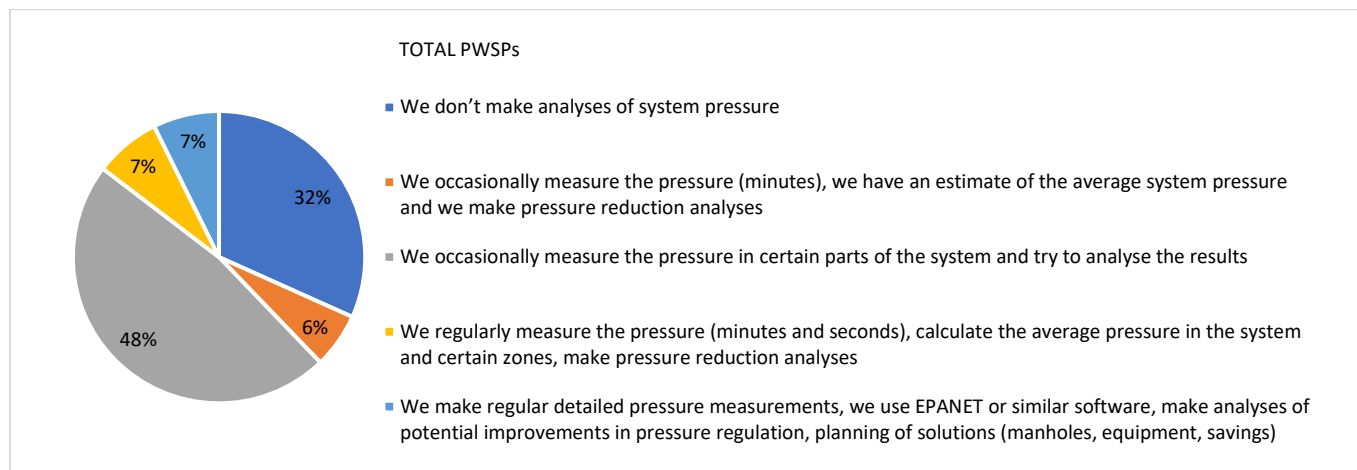 TOTAL PWSPs
We don’t make analyses of system pressure
We occasionally measure the pressure (minutes), we have an estimate of the average system pressure
and we make pressure reduction analyses
We occasionally measure the pressure in certain parts of the system and try to analyse the results
We regularly measure the pressure (minutes and seconds), calculate the average pressure in the system
and certain zones, make pressure reduction analyses
We make regular detailed pressure measurements, we use EPANET or similar software, make analyses of
potential improvements in pressure regulation, planning of solutions (manholes, equipment, savings)
32%
6%
48%
7%
7%